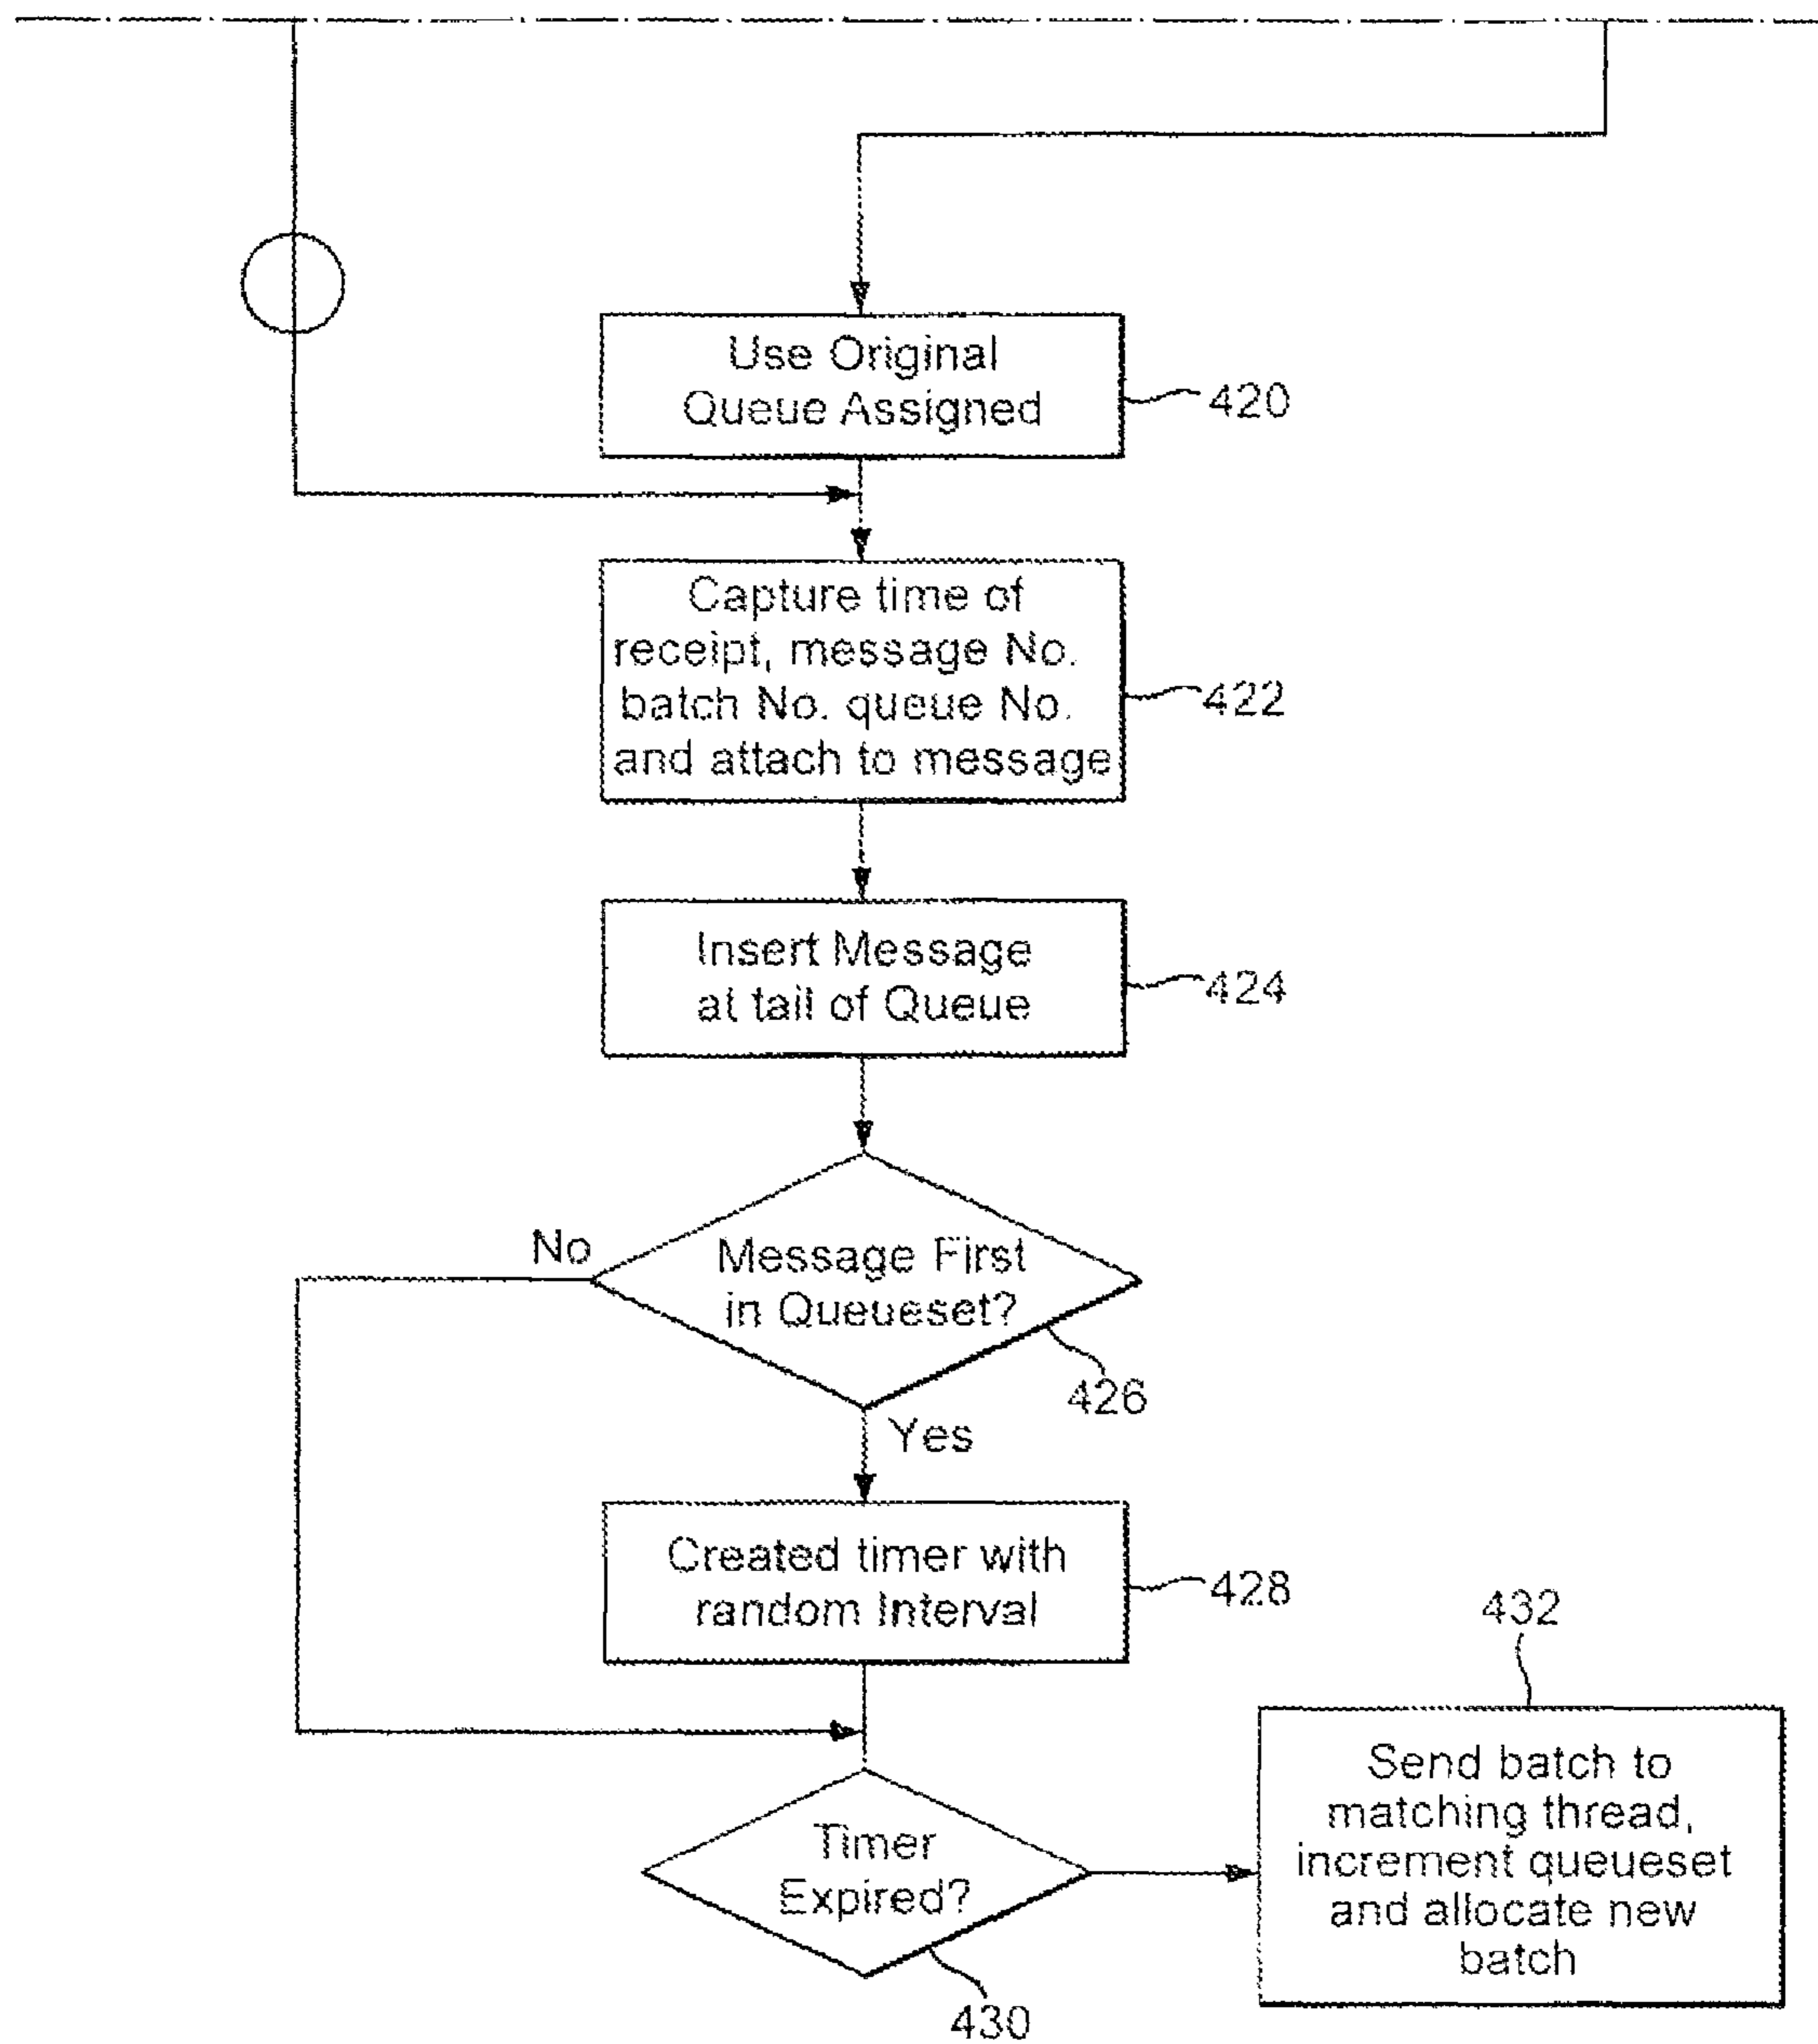 Use Original
Queue Assigned
420
Capture time of
receipt, message No.
batch No. queue No.
and attach to message
422
Insert Message
at tail of Queue
424
No
Message First
in Queueset?
426
Yes
Created timer with
random Interval
428
432
Send batch to
matching thread,
increment queueset
and allocate new
batch
Timer
Expired?
430